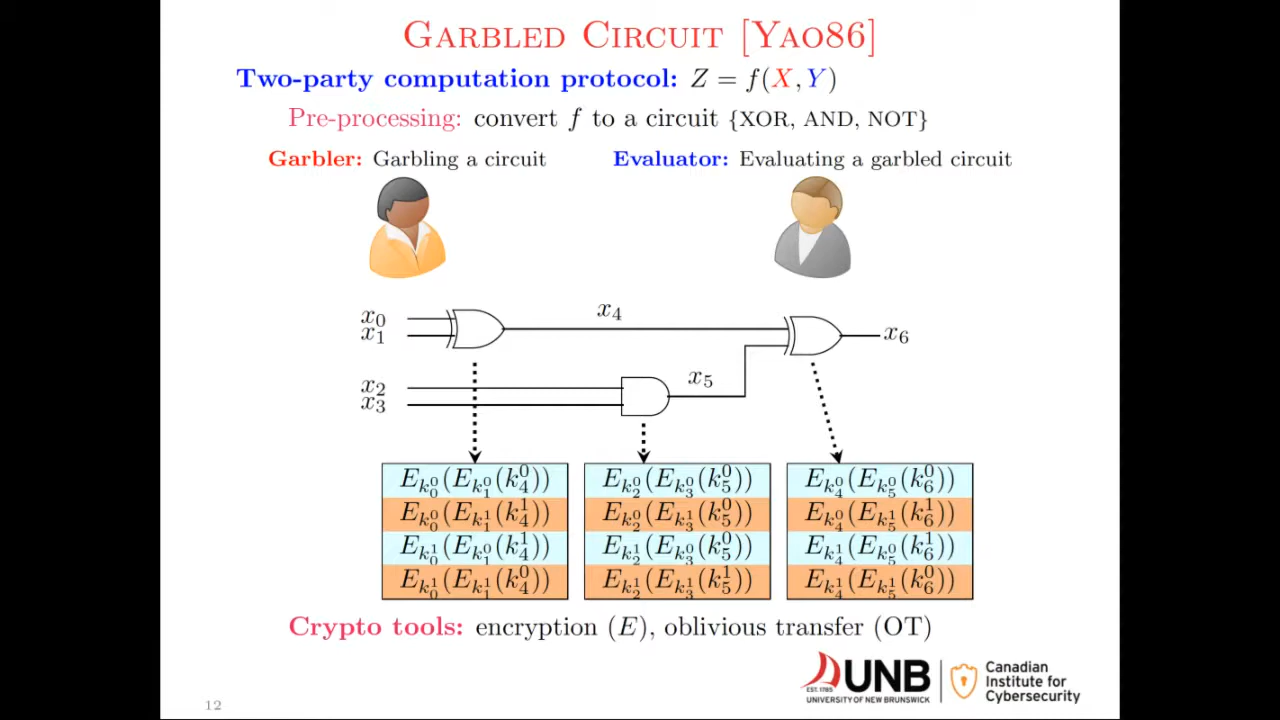 GARBLED CIRCUIT [YAO86]
Two-party computation protocol: Z = f(X, Y)
Pre-processing: convert f to a circuit {XOR, AND, NOT}
Garbler: Garbling a circuit
Evaluator: Evaluating a garbled circuit
x₀
x₁
x₄
x₆
x₂
x₃
x₅
E_{k_0^0}(E_{k_1^0}(k_4^0))
E_{k_0^0}(E_{k_1^1}(k_4^1))
E_{k_0^1}(E_{k_1^0}(k_4^1))
E_{k_0^1}(E_{k_1^1}(k_4^0))
E_{k_2^0}(E_{k_3^0}(k_5^0))
E_{k_2^0}(E_{k_3^1}(k_5^0))
E_{k_2^1}(E_{k_3^0}(k_5^0))
E_{k_2^1}(E_{k_3^1}(k_5^1))
E_{k_4^0}(E_{k_5^0}(k_6^0))
E_{k_4^0}(E_{k_5^1}(k_6^1))
E_{k_4^1}(E_{k_5^0}(k_6^1))
E_{k_4^1}(E_{k_5^1}(k_6^0))
Crypto tools: encryption (E), oblivious transfer (OT)
EST. 1785
UNB
UNIVERSITY OF NEW BRUNSWICK
Canadian
Institute for
Cybersecurity
12